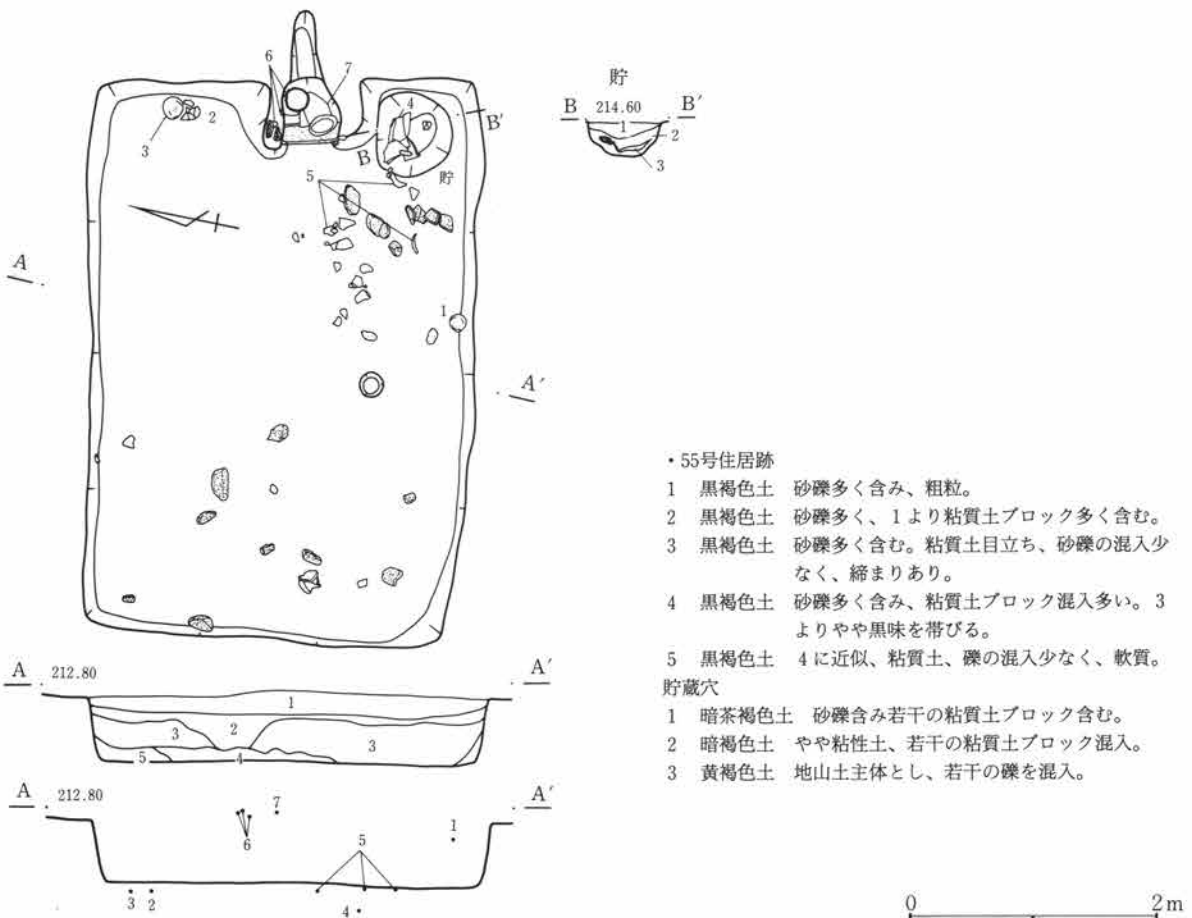 6
7
4
2
3
B
B′
貯
5
A
1
A′
貯
B 214.60 B′
1
2
3
・55号住居跡
1 黒褐色土 砂礫多く含み、粗粒。
2 黒褐色土 砂礫多く、1より粘質土ブロック多く含む。
3 黒褐色土 砂礫多く含む。粘質土目立ち、砂礫の混入少
なく、締まりあり。
4 黒褐色土 砂礫多く含み、粘質土ブロック混入多い。3
よりやや黒味を帯びる。
5 黒褐色土 4に近似、粘質土、礫の混入少なく、軟質。
貯蔵穴
1 暗茶褐色土 砂礫含み若干の粘質土ブロック含む。
2 暗褐色土 やや粘性土、若干の粘質土ブロック混入。
3 黄褐色土 地山土主体とし、若干の礫を混入。
A 212.80 A′
1
3 2 3
5 4
A 212.80 A′
7
6 5 1
3 2
4
0 2m